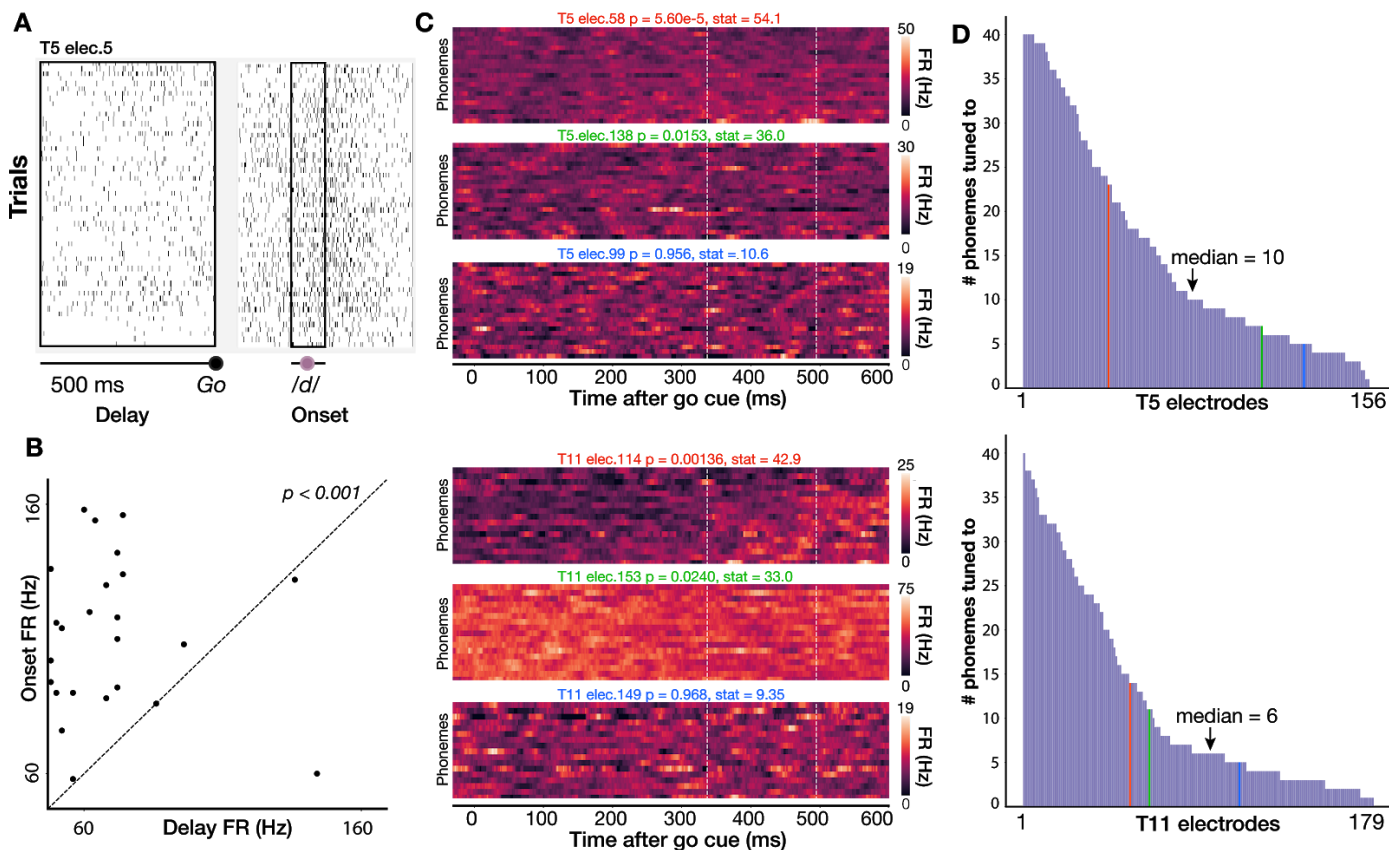 A
T5 elec.5
Trials
500 ms
Go
/d/
Delay
Onset
B
p < 0.001
160
60
Onset FR (Hz)
60
Delay FR (Hz)
160
C
T5 elec.58 p = 5.60e-5, stat = 54.1
Phonemes
50
0
FR (Hz)
T5 elec.138 p = 0.0153, stat = 36.0
Phonemes
30
0
FR (Hz)
T5 elec.99 p = 0.956, stat = 10.6
Phonemes
19
0
FR (Hz)
0 100 200 300 400 500 600
Time after go cue (ms)
T11 elec.114 p = 0.00136, stat = 42.9
Phonemes
25
0
FR (Hz)
T11 elec.153 p = 0.0240, stat = 33.0
Phonemes
75
0
FR (Hz)
T11 elec.149 p = 0.968, stat = 9.35
Phonemes
19
0
FR (Hz)
0 100 200 300 400 500 600
Time after go cue (ms)
D
# phonemes tuned to
40
35
30
25
20
15
10
5
0
median = 10
1
T5 electrodes
156
# phonemes tuned to
40
35
30
25
20
15
10
5
0
median = 6
1
T11 electrodes
179